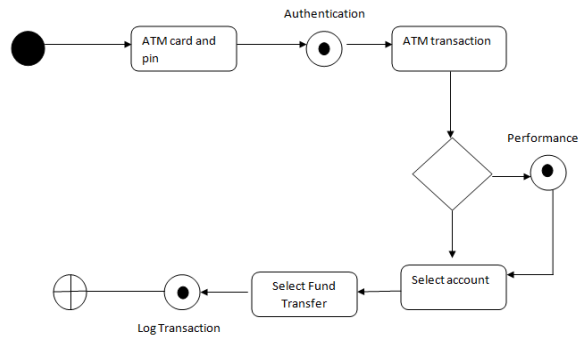 Authentication
ATM card and
pin
ATM transaction
Performance
Select account
Select Fund
Transfer
Log Transaction